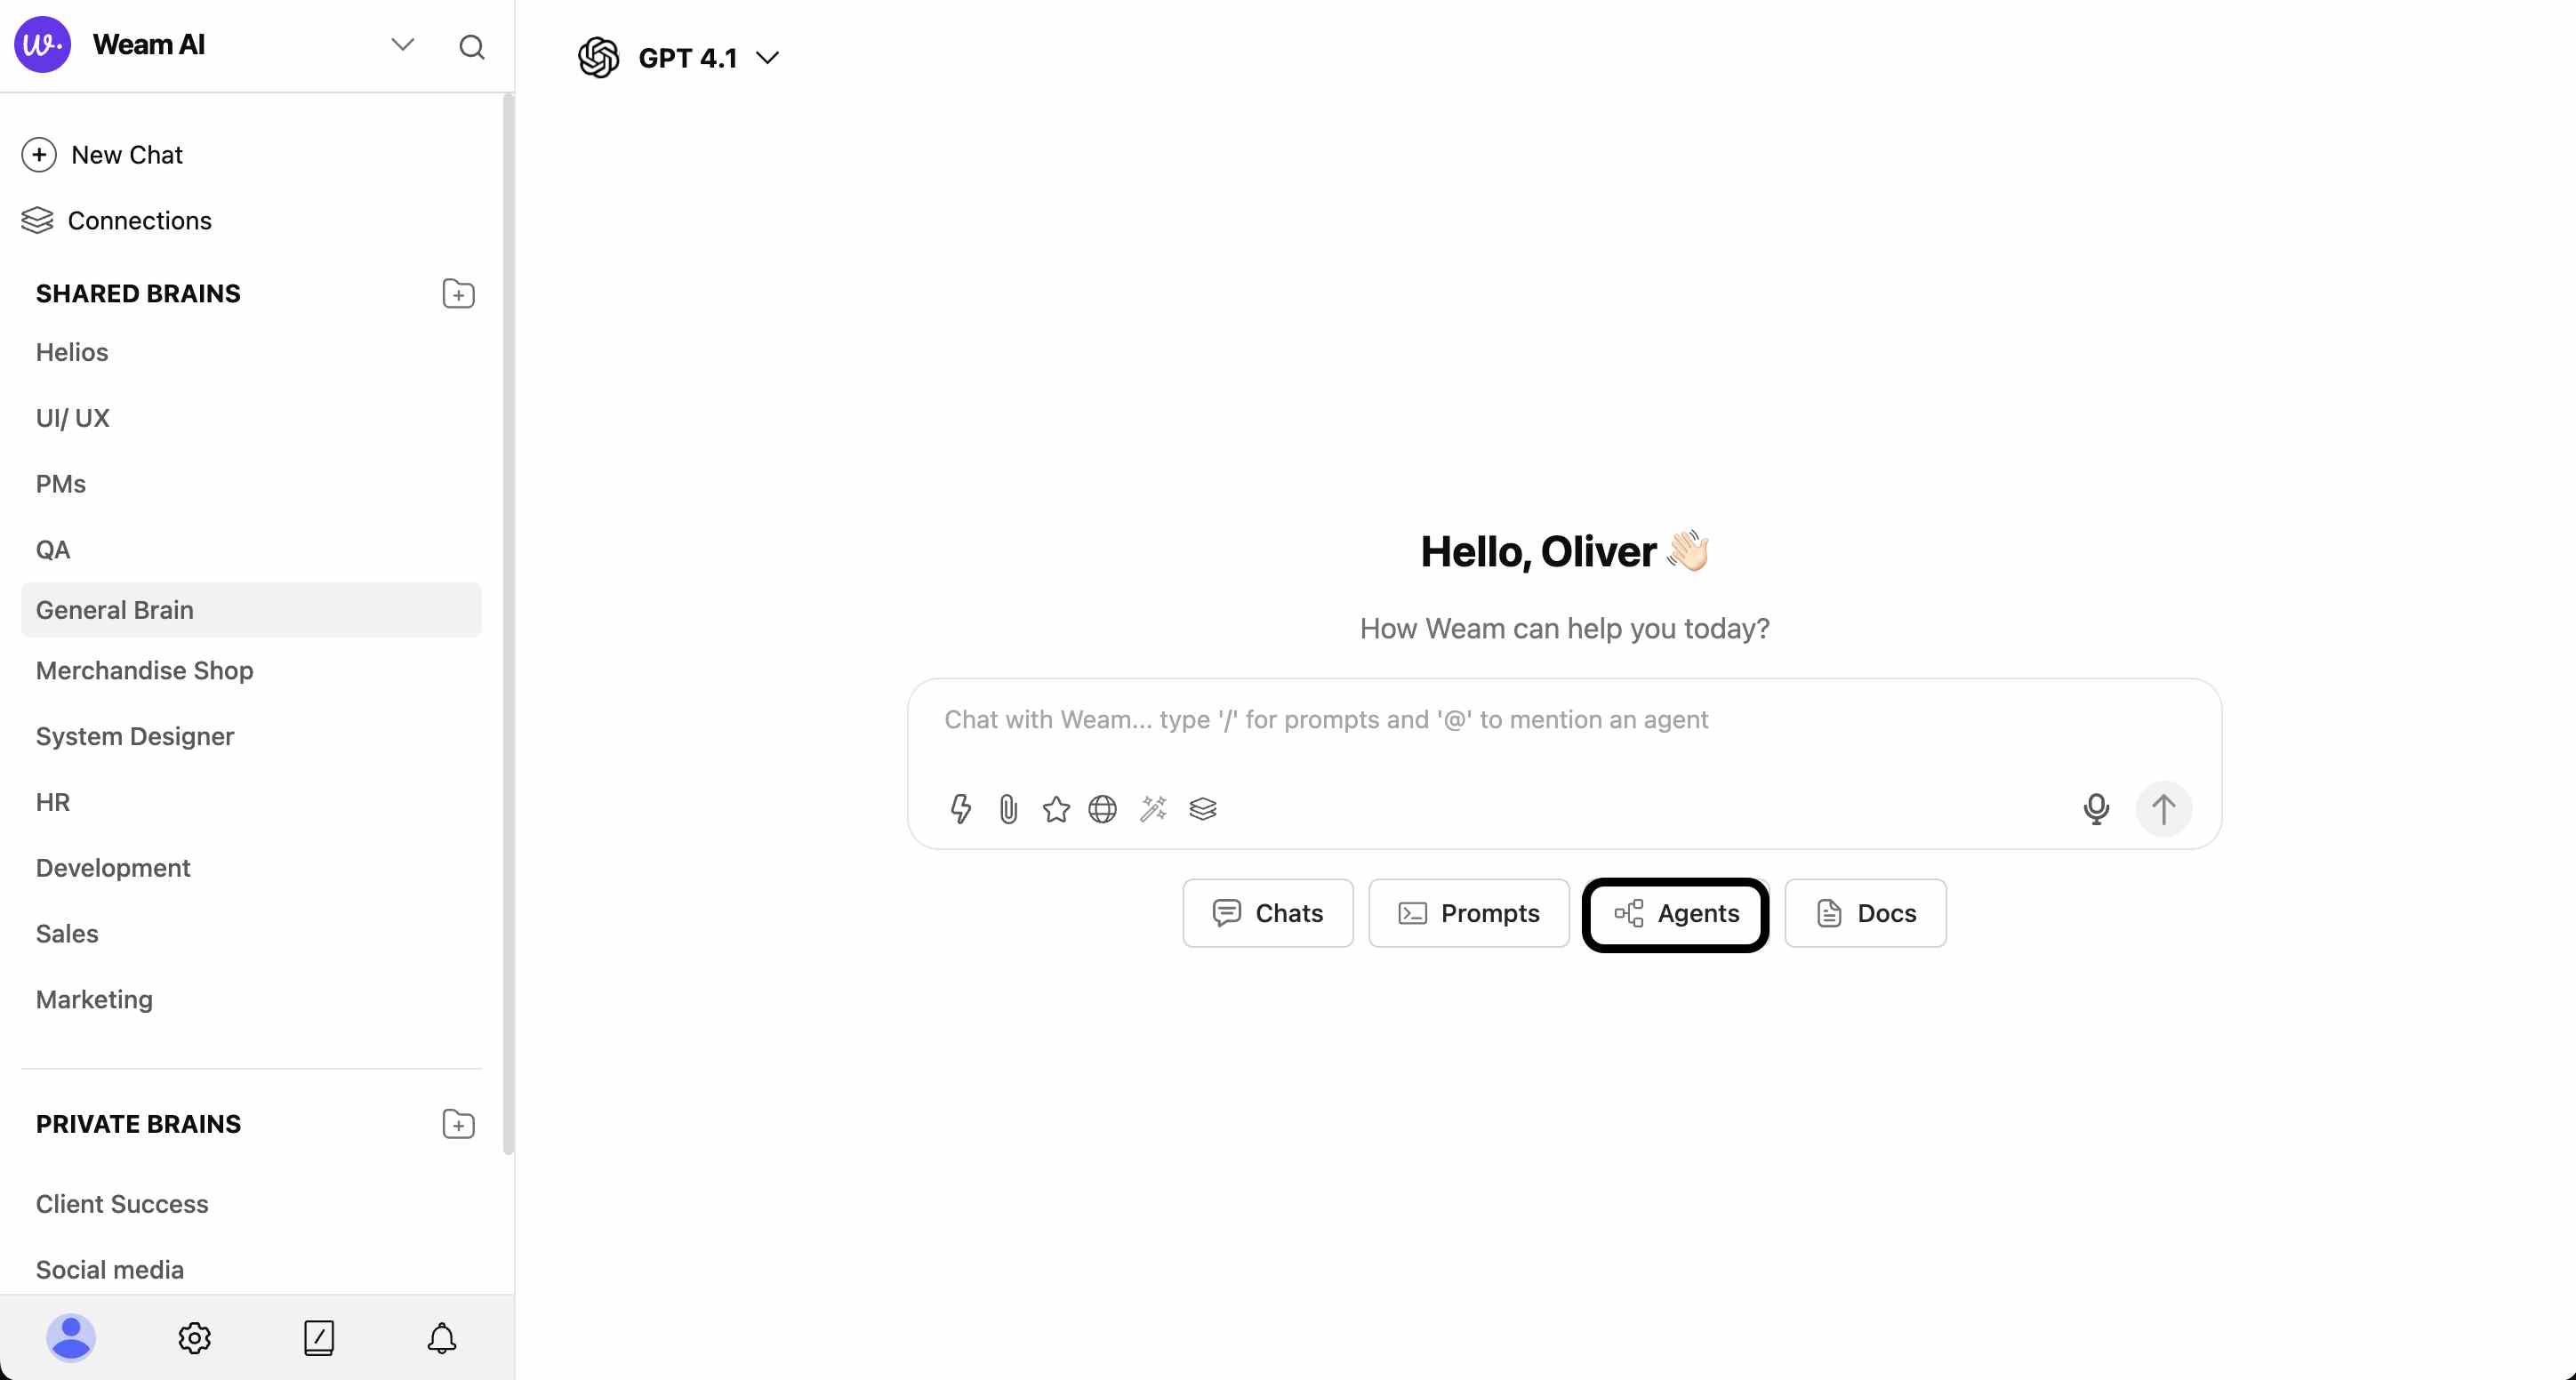 w.
Weam AI
New Chat
Connections
SHARED BRAINS
Helios
UI/ UX
PMs
QA
General Brain
Merchandise Shop
System Designer
HR
Development
Sales
Marketing
PRIVATE BRAINS
Client Success
Social media
GPT 4.1
Hello, Oliver 👋🏻
How Weam can help you today?
Chat with Weam... type '/' for prompts and '@' to mention an agent
Chats
Prompts
Agents
Docs